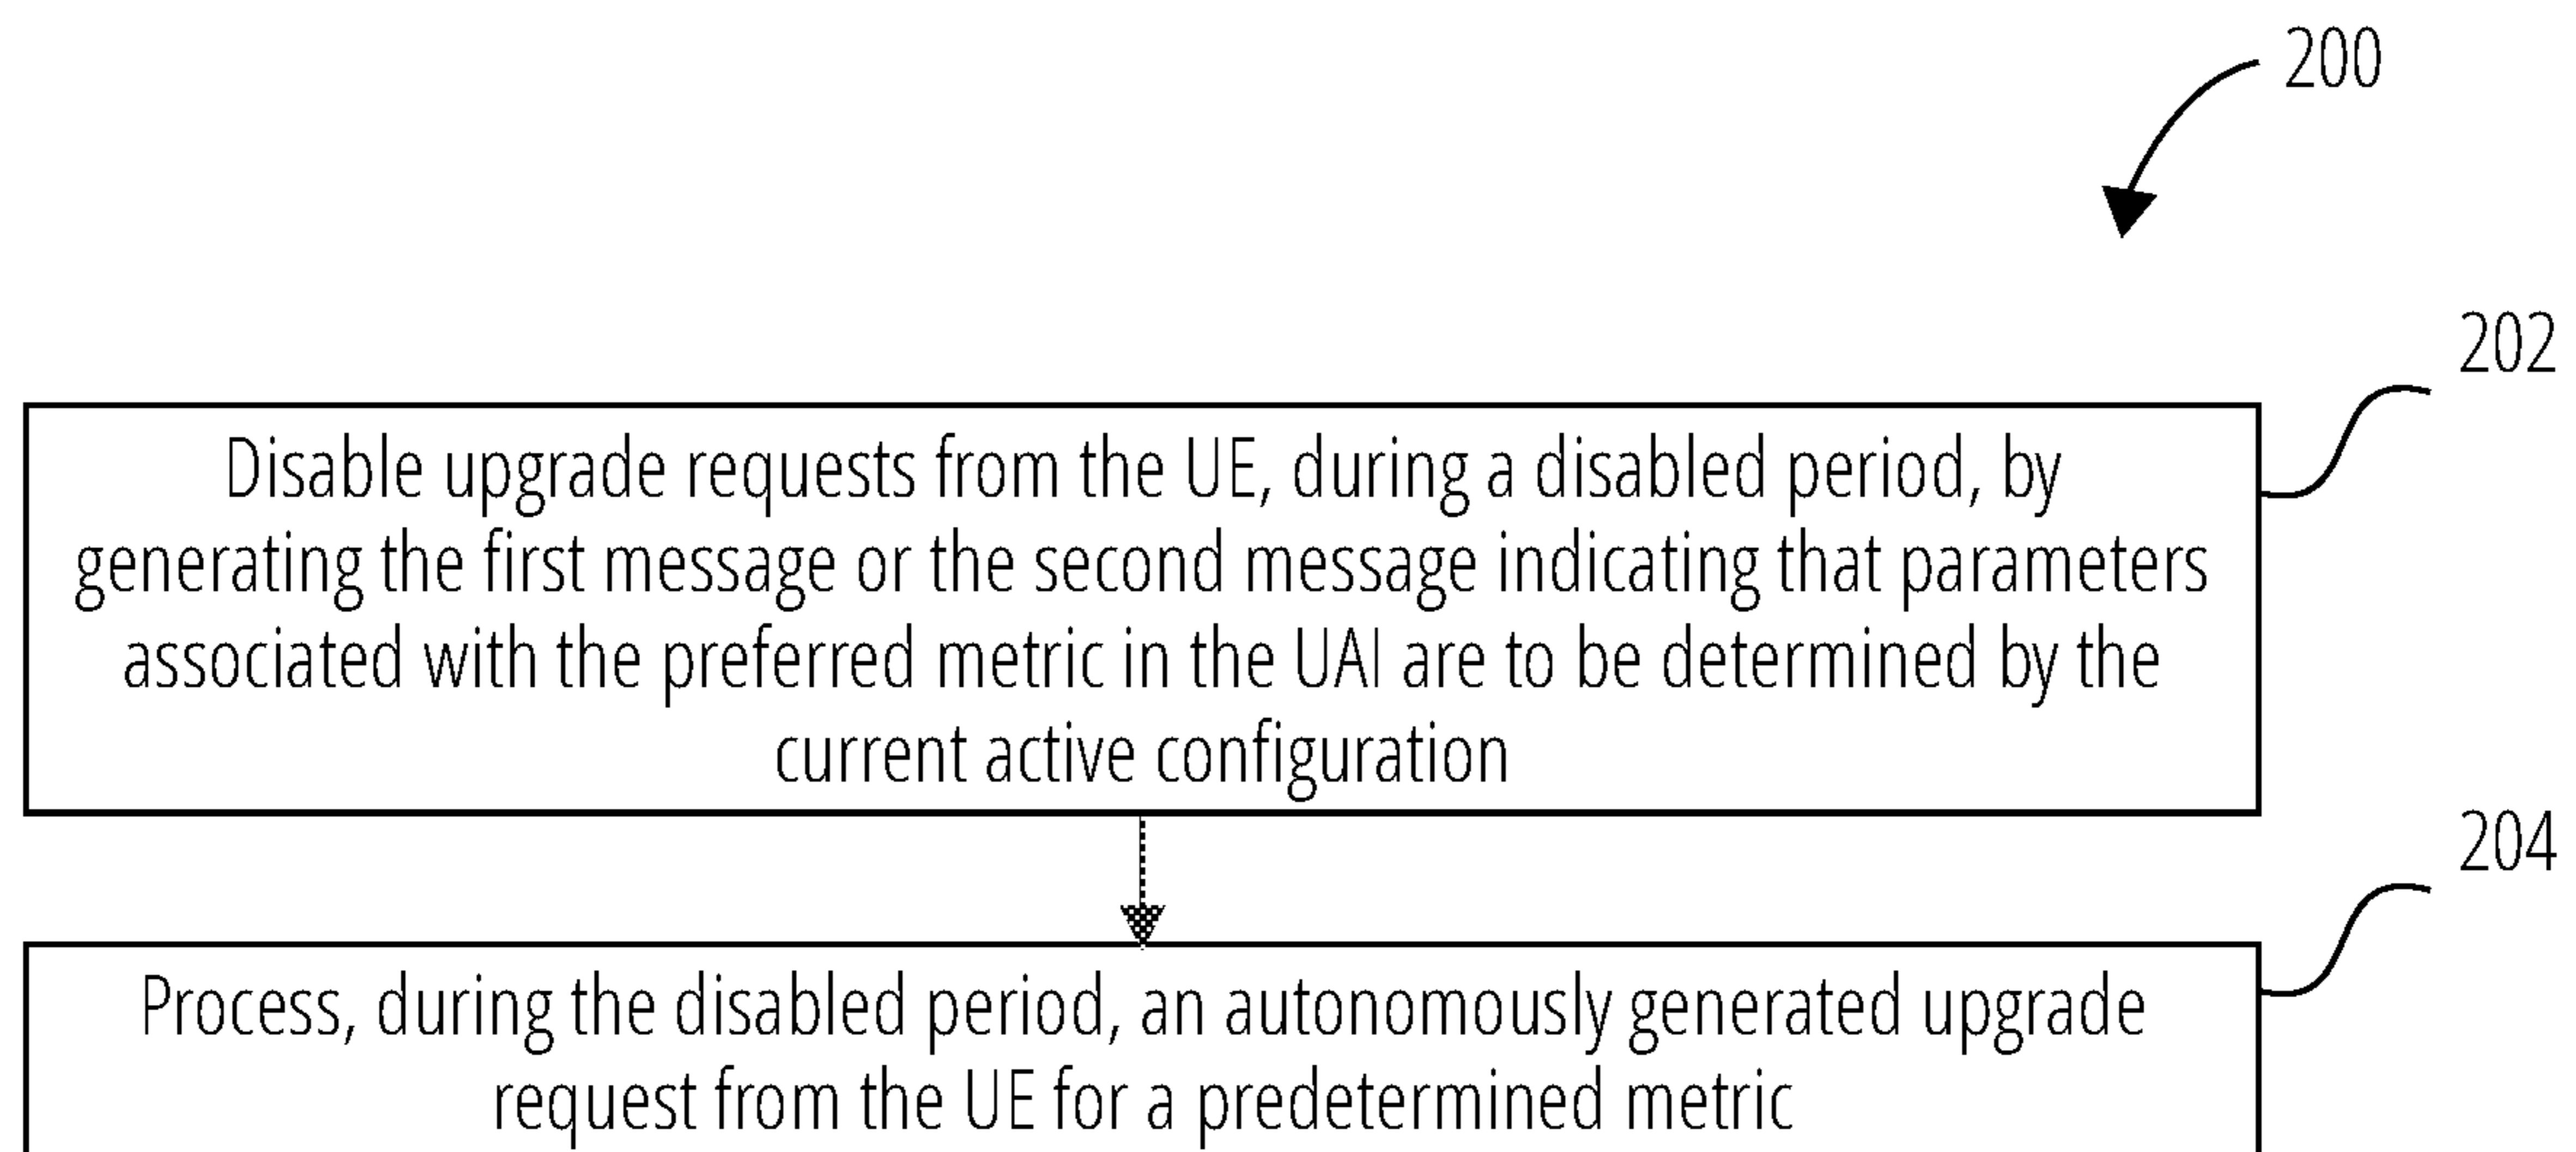 200
202
Disable upgrade requests from the UE, during a disabled period, by
generating the first message or the second message indicating that parameters
associated with the preferred metric in the UAI are to be determined by the
current active configuration
204
Process, during the disabled period, an autonomously generated upgrade
request from the UE for a predetermined metric